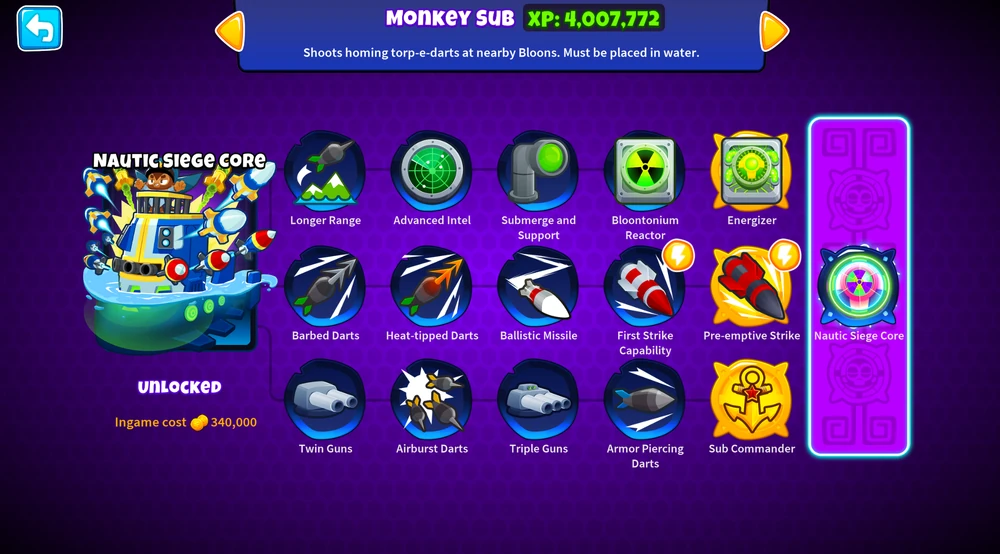 Monkey Sub XP: 4,007,772
Shoots homing torp-e-darts at nearby Bloons. Must be placed in water.
Nautic Siege Core
Longer Range
Advanced Intel
Submerge and
Support
Bloontonium
Reactor
Energizer
Barbed Darts
Heat-tipped Darts
Ballistic Missile
First Strike
Capability
Pre-emptive Strike
Nautic Siege Core
Unlocked
Ingame cost 340,000
Twin Guns
Airburst Darts
Triple Guns
Armor Piercing
Darts
Sub Commander